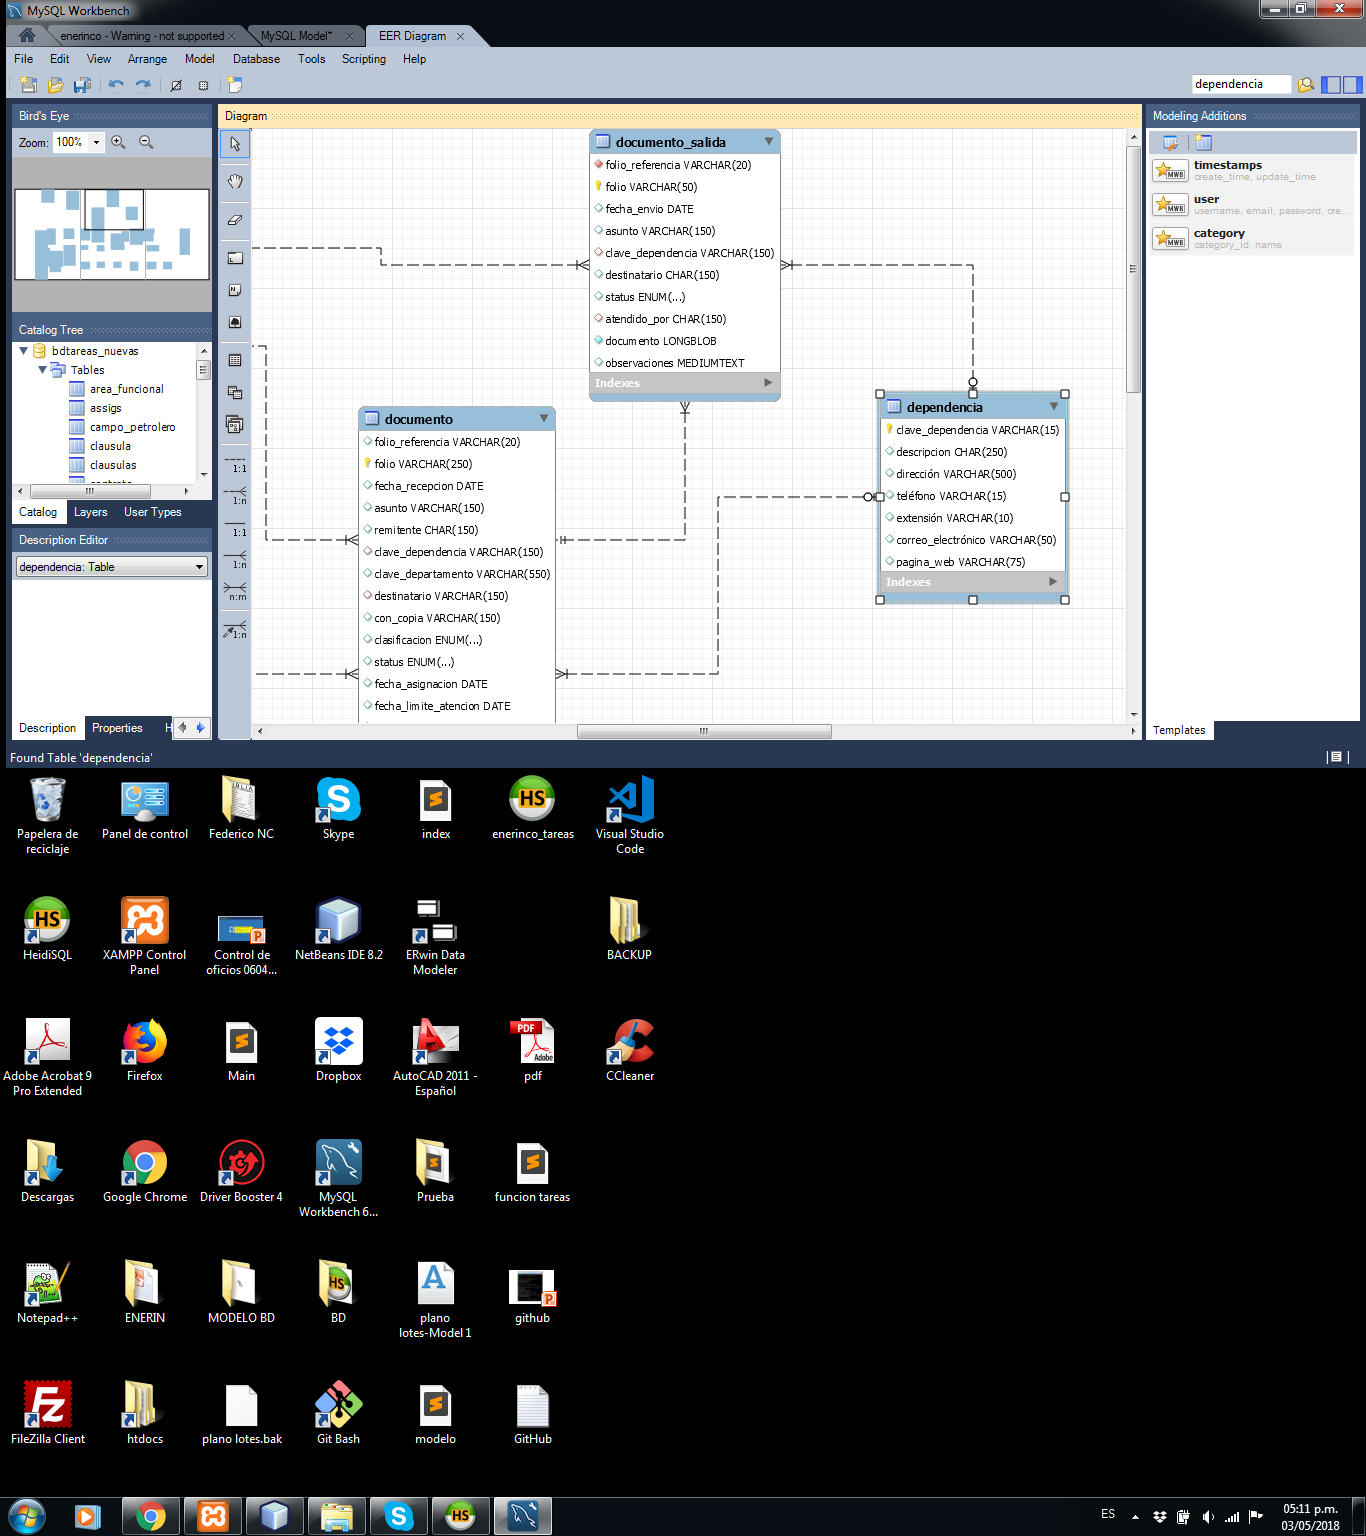 MySQL Workbench
enerinco - Warning - not supported
MySQL Model*
EER Diagram
File Edit View Arrange Model Database Tools Scripting Help
dependencia
Bird's Eye
Zoom: 100%
Catalog Tree
bdtareas_nuevas
Tables
area_funcional
assigs
campo_petrolero
clausula
clausulas
contrato
Catalog Layers User Types
Description Editor
dependencia: Table
Description Properties H
Diagram
1:1
1:n
1:1
1:n
n:m
1:n
documento_salida
folio_referencia VARCHAR(20)
folio VARCHAR(50)
fecha_envio DATE
asunto VARCHAR(150)
clave_dependencia VARCHAR(150)
destinatario CHAR(150)
status ENUM(...)
atendido_por CHAR(150)
documento LONGBLOB
observaciones MEDIUMTEXT
Indexes
documento
folio_referencia VARCHAR(20)
folio VARCHAR(250)
fecha_recepcion DATE
asunto VARCHAR(150)
remitente CHAR(150)
clave_dependencia VARCHAR(150)
clave_departamento VARCHAR(550)
destinatario VARCHAR(150)
con_copia VARCHAR(150)
clasificacion ENUM(...)
status ENUM(...)
fecha_asignacion DATE
fecha_limite_atencion DATE
dependencia
clave_dependencia VARCHAR(15)
descripcion CHAR(250)
dirección VARCHAR(500)
teléfono VARCHAR(15)
extensión VARCHAR(10)
correo_electrónico VARCHAR(50)
pagina_web VARCHAR(75)
Indexes
Modeling Additions
timestamps
create_time, update_time
user
username, email, password, cre...
category
category_id, name
Templates
Found Table 'dependencia'
Papelera de
reciclaje
Panel de control
Federico NC
Skype
index
enerinco_tareas
Visual Studio
Code
HeidiSQL
XAMPP Control
Panel
Control de
oficios 0604...
NetBeans IDE 8.2
ERwin Data
Modeler
BACKUP
Adobe Acrobat 9
Pro Extended
Firefox
Main
Dropbox
AutoCAD 2011 -
Español
pdf
CCleaner
Descargas
Google Chrome
Driver Booster 4
MySQL
Workbench 6...
Prueba
funcion tareas
Notepad++
ENERIN
MODELO BD
BD
plano
lotes-Model 1
github
FileZilla Client
htdocs
plano lotes.bak
Git Bash
modelo
GitHub
ES
05:11 p.m.
03/05/2018